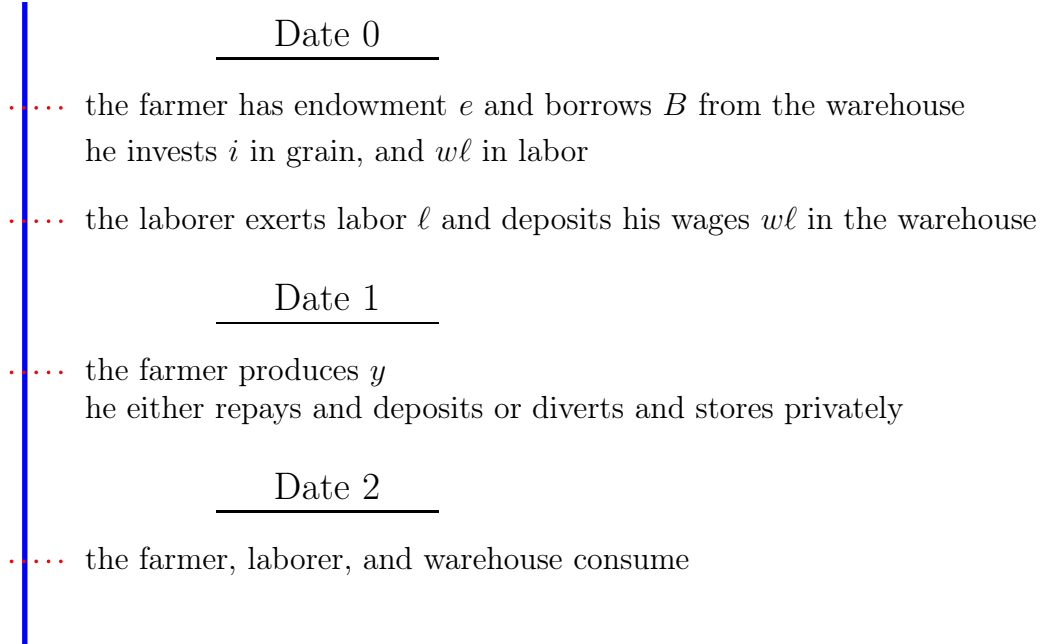 Date 0
the farmer has endowment e and borrows B from the warehouse
he invests i in grain, and wℓ in labor
the laborer exerts labor ℓ and deposits his wages wℓ in the warehouse
Date 1
the farmer produces y
he either repays and deposits or diverts and stores privately
Date 2
the farmer, laborer, and warehouse consume